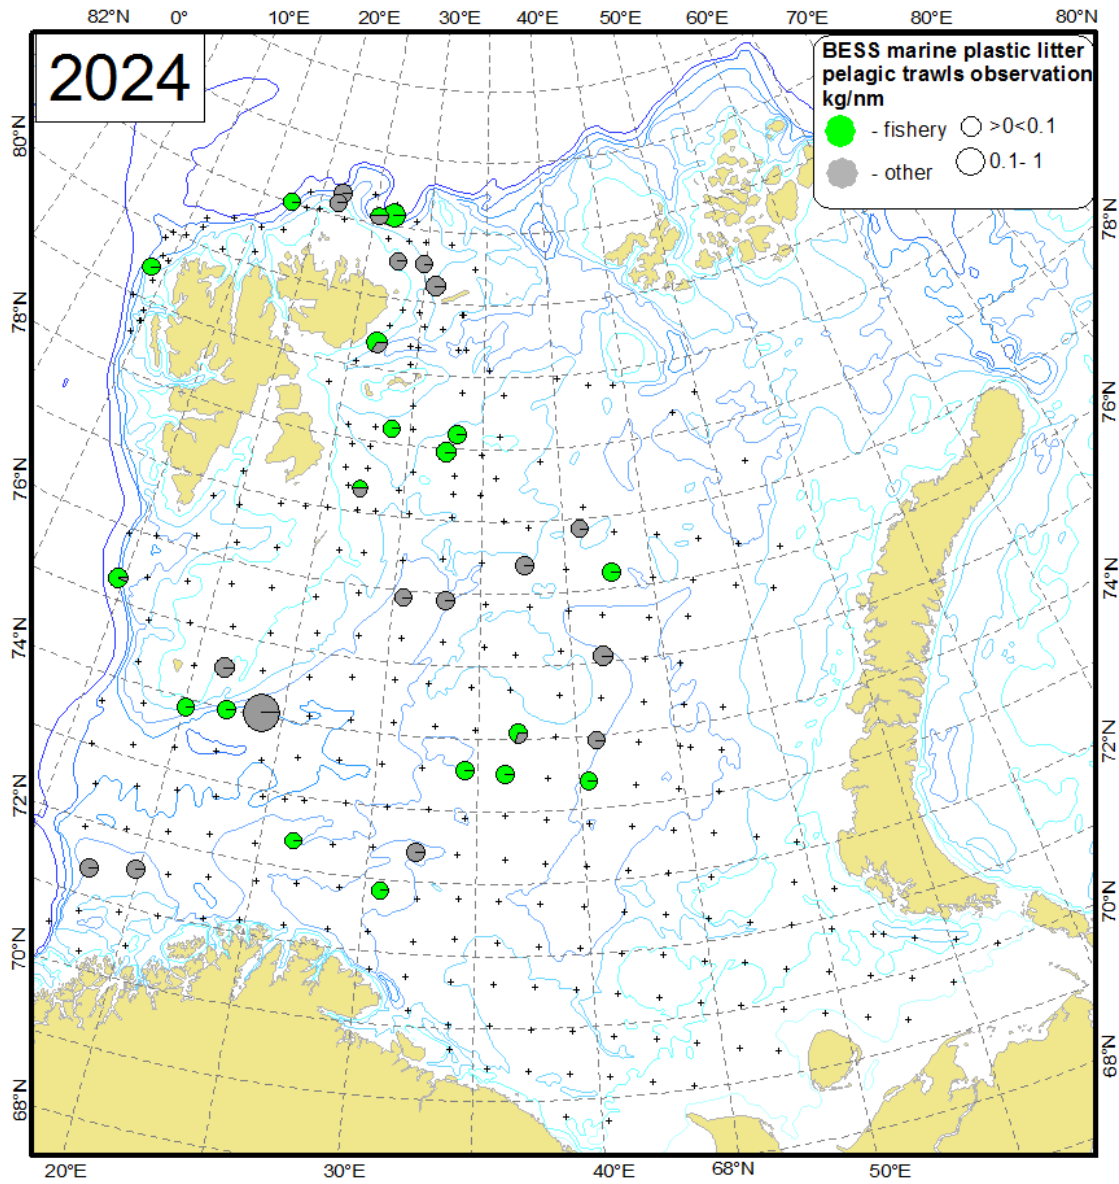 82°N 0° 10°E 20°E 30°E 40°E 50°E 60°E 70°E 80°E 80°N
2024
BESS marine plastic litter
pelagic trawls observation
kg/nm
- fishery >0<0.1
- other 0.1- 1
80°N
78°N
76°N
74°N
72°N
70°N
68°N
78°N
76°N
74°N
72°N
70°N
68°N
20°E 30°E 40°E 68°N 50°E